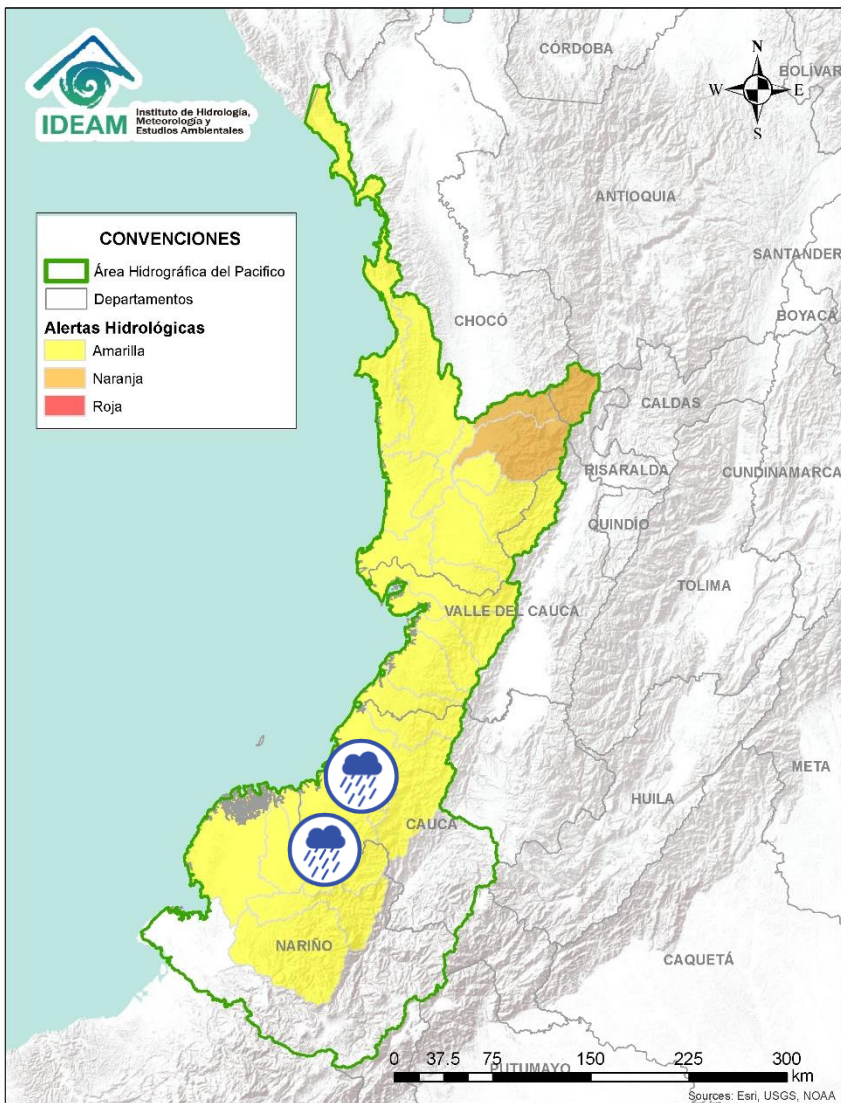 IDEAM
Instituto de Hidrología,
Meteorología y
Estudios Ambientales
N
W
E
S
CÓRDOBA
BOLÍVAR
ANTIOQUIA
SANTANDER
BOYACA
CHOCÓ
CALDAS
CUNDINAMARCA
RISARALDA
QUINDÍO
TOLIMA
VALLE DEL CAUCA
META
HUILA
CAUCA
NARIÑO
CAQUETÁ
PUTUMAYO
CONVENCIONES
Área Hidrográfica del Pacifico
Departamentos
Alertas Hidrológicas
Amarilla
Naranja
Roja
0 37.5 75 150 225 300
km
Sources: Esri, USGS, NOAA